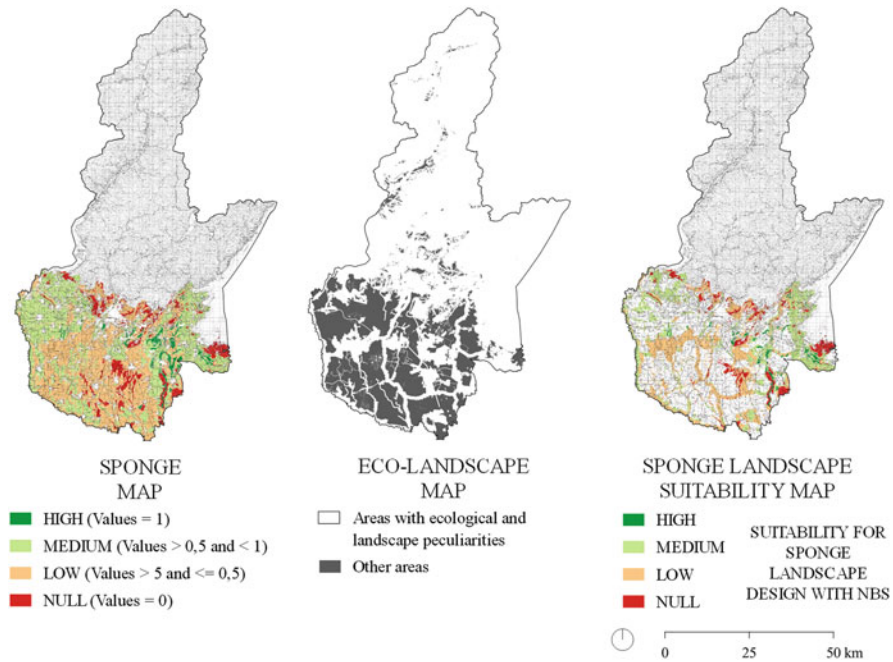 SPONGE
MAP
HIGH (Values = 1)
MEDIUM (Values > 0,5 and < 1)
LOW (Values > 5 and <= 0,5)
NULL (Values = 0)
ECO-LANDSCAPE
MAP
Areas with ecological and
landscape peculiarities
Other areas
SPONGE LANDSCAPE
SUITABILITY MAP
HIGH
MEDIUM
LOW
NULL
SUITABILITY FOR
SPONGE
LANDSCAPE
DESIGN WITH NBS
0 25 50 km